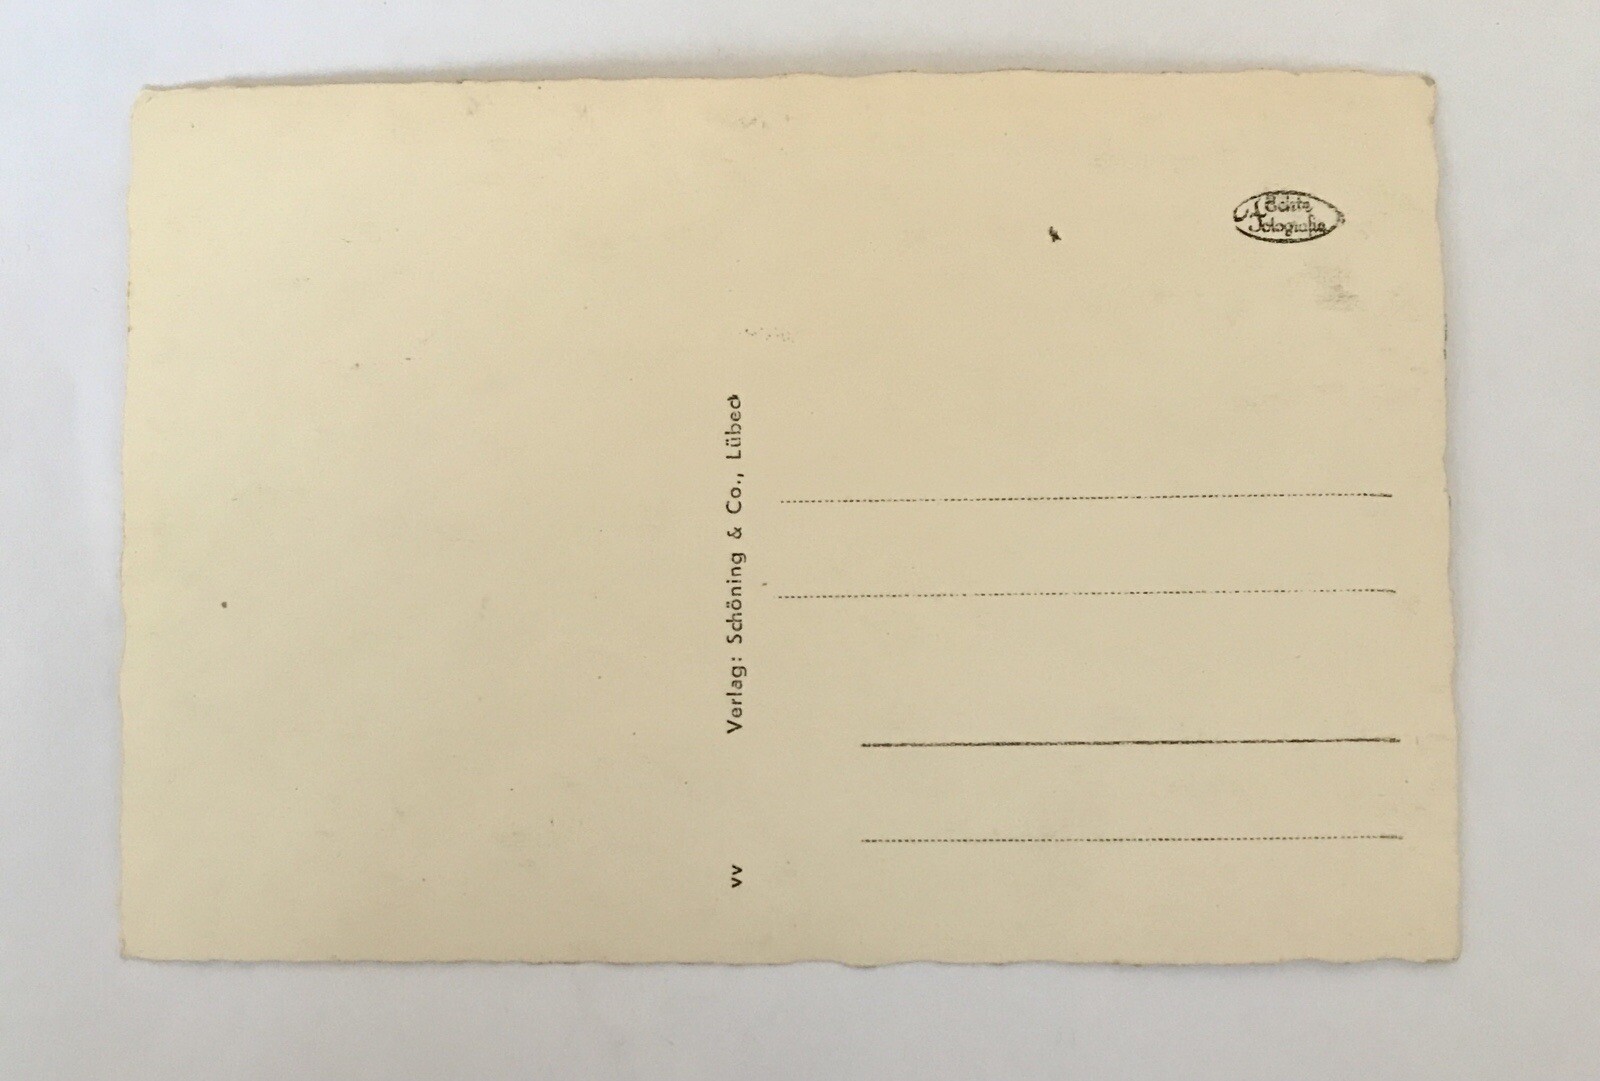 Echte
Fotografie
Verlag: Schöning & Co., Lübeck
vv